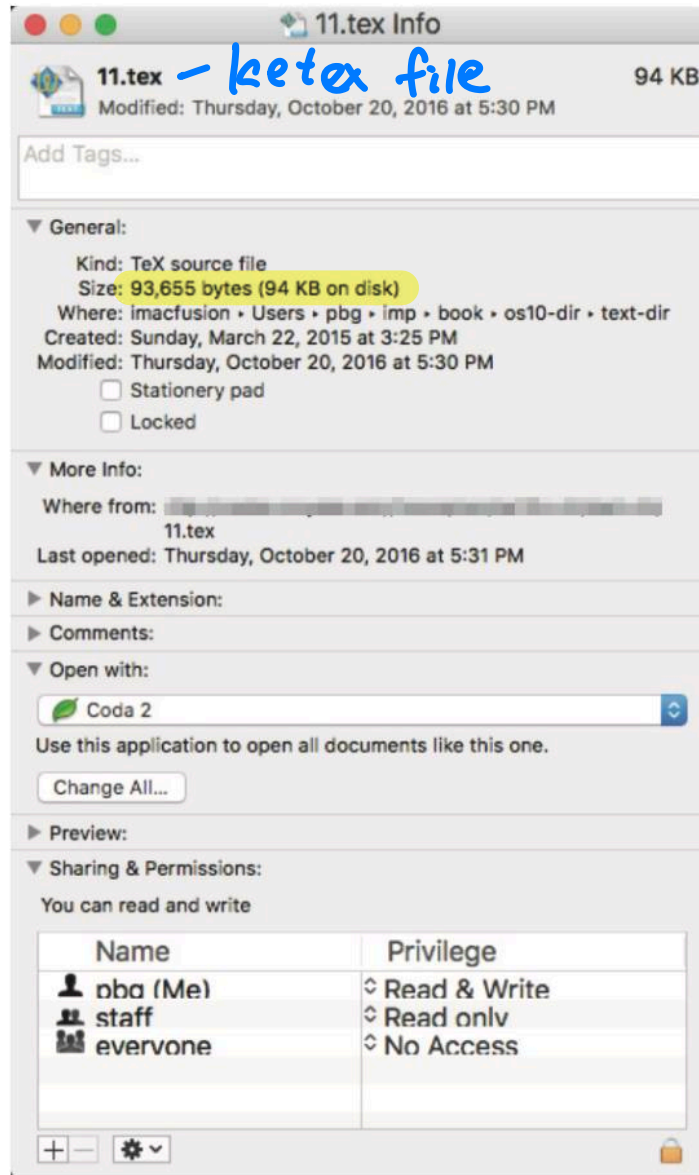 11.tex Info
11.tex – ketex file 94 KB
Modified: Thursday, October 20, 2016 at 5:30 PM
Add Tags...
General:
Kind: TeX source file
Size: 93,655 bytes (94 KB on disk)
Where: imacfusion ▸ Users ▸ pbg ▸ imp ▸ book ▸ os10-dir ▸ text-dir
Created: Sunday, March 22, 2015 at 3:25 PM
Modified: Thursday, October 20, 2016 at 5:30 PM
Stationery pad
Locked
More Info:
Where from:
11.tex
Last opened: Thursday, October 20, 2016 at 5:31 PM
Name & Extension:
Comments:
Open with:
Coda 2
Use this application to open all documents like this one.
Change All...
Preview:
Sharing & Permissions:
You can read and write
Name Privilege
pbg (Me) Read & Write
staff Read only
everyone No Access